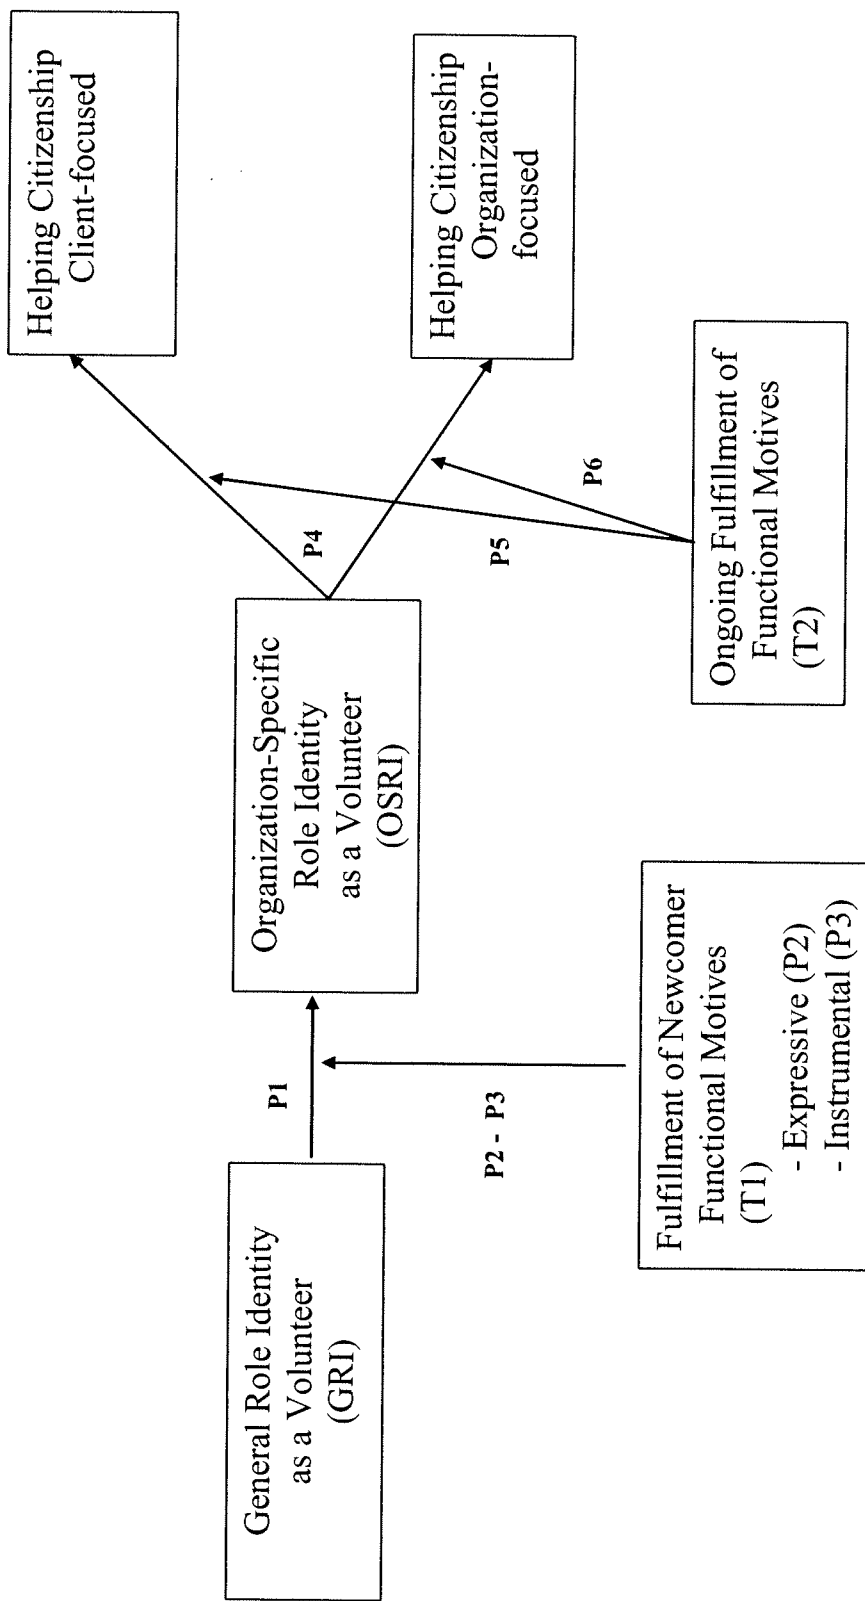 General Role Identity
as a Volunteer
(GRI)
P1
P2 - P3
Fulfillment of Newcomer
Functional Motives
(T1)
- Expressive (P2)
- Instrumental (P3)
Organization-Specific
Role Identity
as a Volunteer
(OSRI)
P4
P5
P6
Ongoing Fulfillment of
Functional Motives
(T2)
Helping Citizenship
Client-focused
Helping Citizenship
Organization-
focused